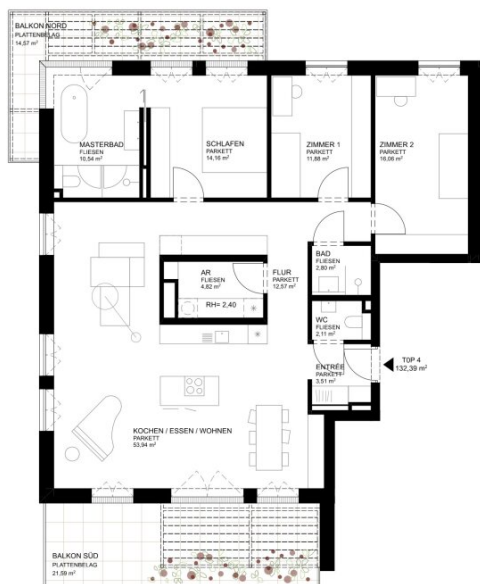 BALKON NORD
PLATTENBELAG
14,57 m²
MASTERBAD
FLIESEN
10,54 m²
SCHLAFEN
PARKETT
14,16 m²
ZIMMER 1
PARKETT
11,88 m²
ZIMMER 2
PARKETT
16,06 m²
AR
FLIESEN
4,82 m²
RH= 2,40
FLUR
PARKETT
12,57 m²
BAD
FLIESEN
2,80 m²
WC
FLIESEN
2,11 m²
ENTRÉE
PARKETT
3,51 m²
TOP 4
132,39 m²
KOCHEN / ESSEN / WOHNEN
PARKETT
53,94 m²
BALKON SÜD
PLATTENBELAG
21,59 m²